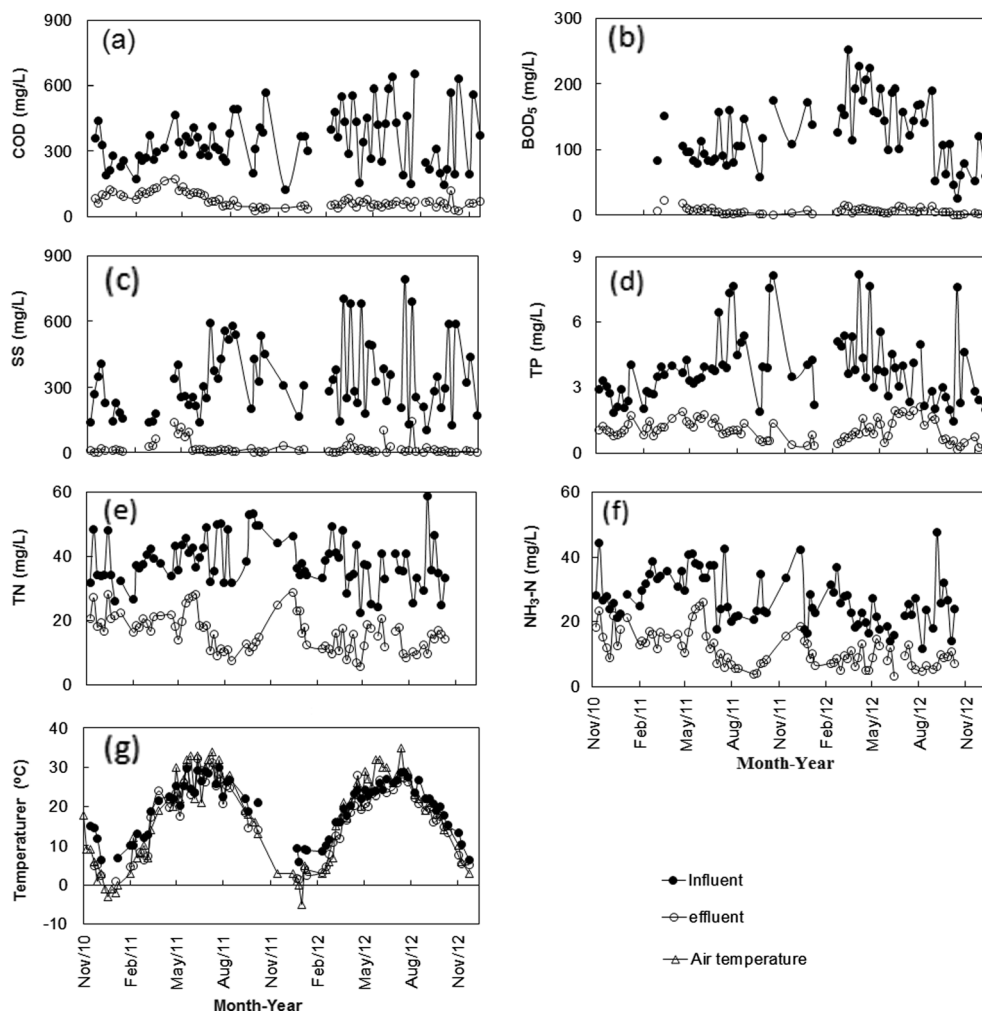 (a)
COD (mg/L)
900
600
300
0
(b)
BOD5 (mg/L)
300
200
100
0
(c)
SS (mg/L)
900
600
300
0
(d)
TP (mg/L)
9
6
3
0
(e)
TN (mg/L)
60
40
20
0
(f)
NH3-N (mg/L)
60
40
20
0
Nov/10
Feb/11
May/11
Aug/11
Nov/11
Feb/12
May/12
Aug/12
Nov/12
Month-Year
(g)
Temperaturer (ºC)
40
30
20
10
0
-10
Nov/10
Feb/11
May/11
Aug/11
Nov/11
Feb/12
May/12
Aug/12
Nov/12
Month-Year
Influent
effluent
Air temperature